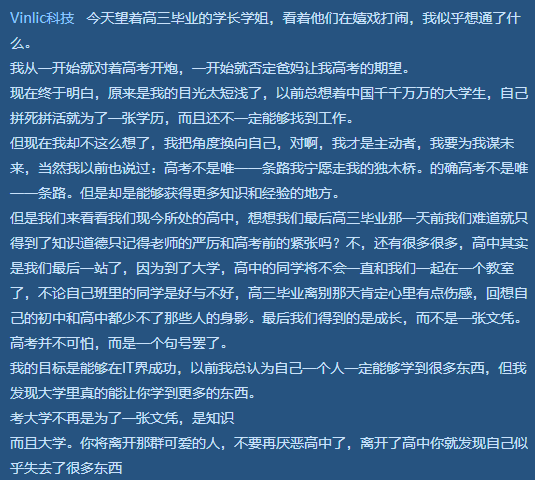 Vinlic科技 今天望着高三毕业的学长学姐，看着他们在嬉戏打闹，我似乎想通了什
么。
我从一开始就对着高考开炮，一开始就否定爸妈让我高考的期望。
现在终于明白，原来是我的目光太短浅了，以前总想着中国千千万万的大学生，自己
拼死拼活就为了一张学历，而且还不一定能够找到工作。
但现在我却不这么想了，我把角度换向自己，对啊，我才是主动者，我要为我谋未
来，当然我以前也说过：高考不是唯一一条路我宁愿走我的独木桥。的确高考不是唯
一一条路。但是却是能够获得更多知识和经验的地方。
但是我们来看看我们现今所处的高中，想想我们最后高三毕业那一天前我们难道就只
得到了知识道德只记得老师的严厉和高考前的紧张吗？不，还有很多很多，高中其实
是我们最后一站了，因为到了大学，高中的同学将不会一直和我们一起在一个教室
了，不论自己班里的同学是好与不好，高三毕业离别那天肯定心里有点伤感，回想自
己的初中和高中都少不了那些人的身影。最后我们得到的是成长，而不是一张文凭。
高考并不可怕，而是一个句号罢了。
我的目标是能够在IT界成功，以前我总认为自己一个人一定能够学到很多东西，但我
发现大学里真的能让你学到更多的东西。
考大学不再是为了一张文凭，是知识
而且大学。你将离开那群可爱的人，不要再厌恶高中了，离开了高中你就发现自己似
乎失去了很多东西